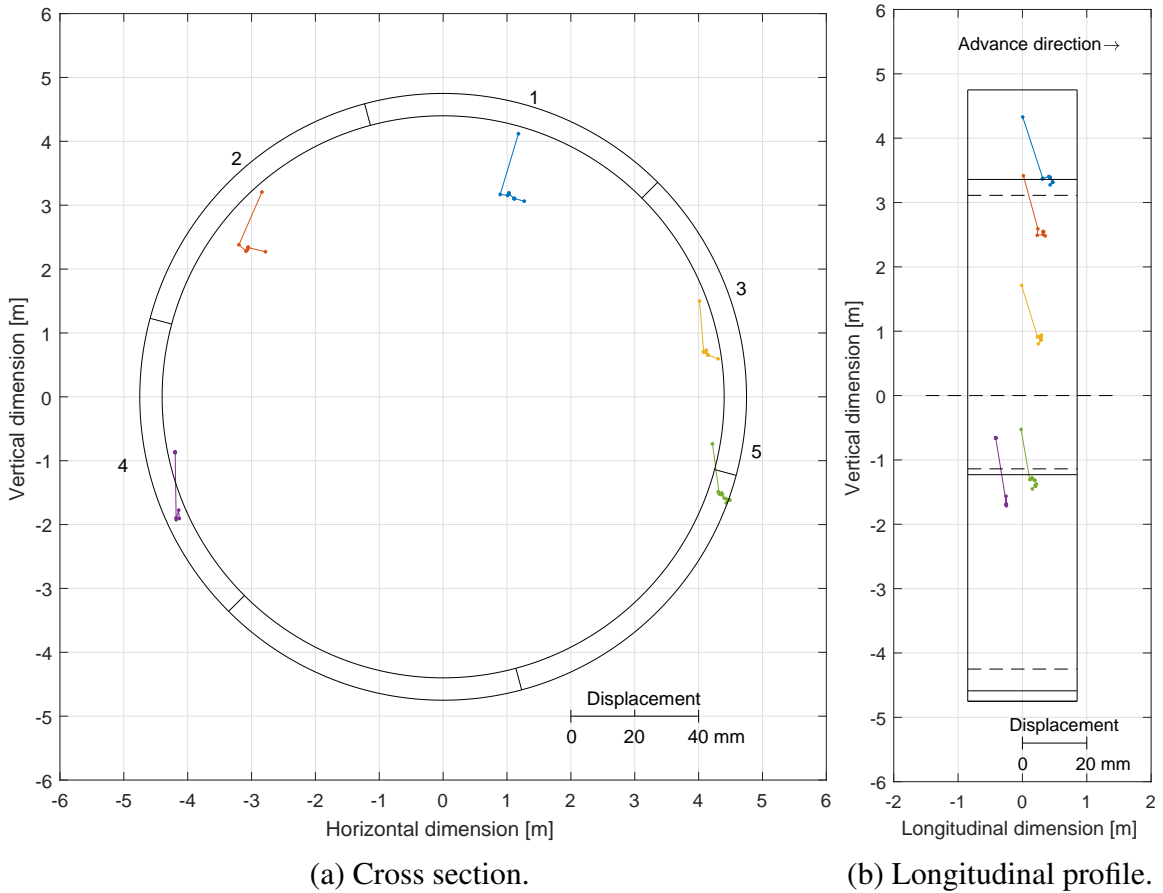 6
5
4
3
2
1
0
-1
-2
-3
-4
-5
-6
-6 -5 -4 -3 -2 -1 0 1 2 3 4 5 6
Vertical dimension [m]
Horizontal dimension [m]
1
2
3
4
5
Displacement
0 20 40 mm
(a) Cross section.
6
5
4
3
2
1
0
-1
-2
-3
-4
-5
-6
-2 -1 0 1 2
Vertical dimension [m]
Longitudinal dimension [m]
Advance direction→
Displacement
0 20 mm
(b) Longitudinal profile.